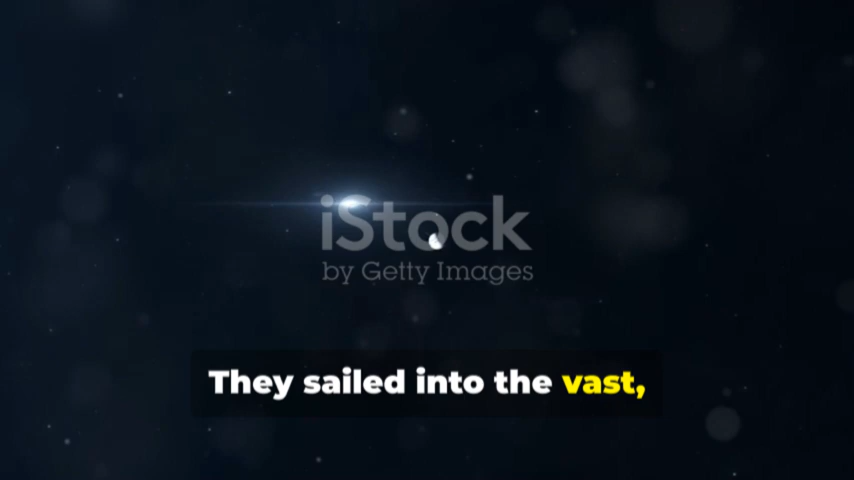 iStock
by Getty Images
They sailed into the vast,